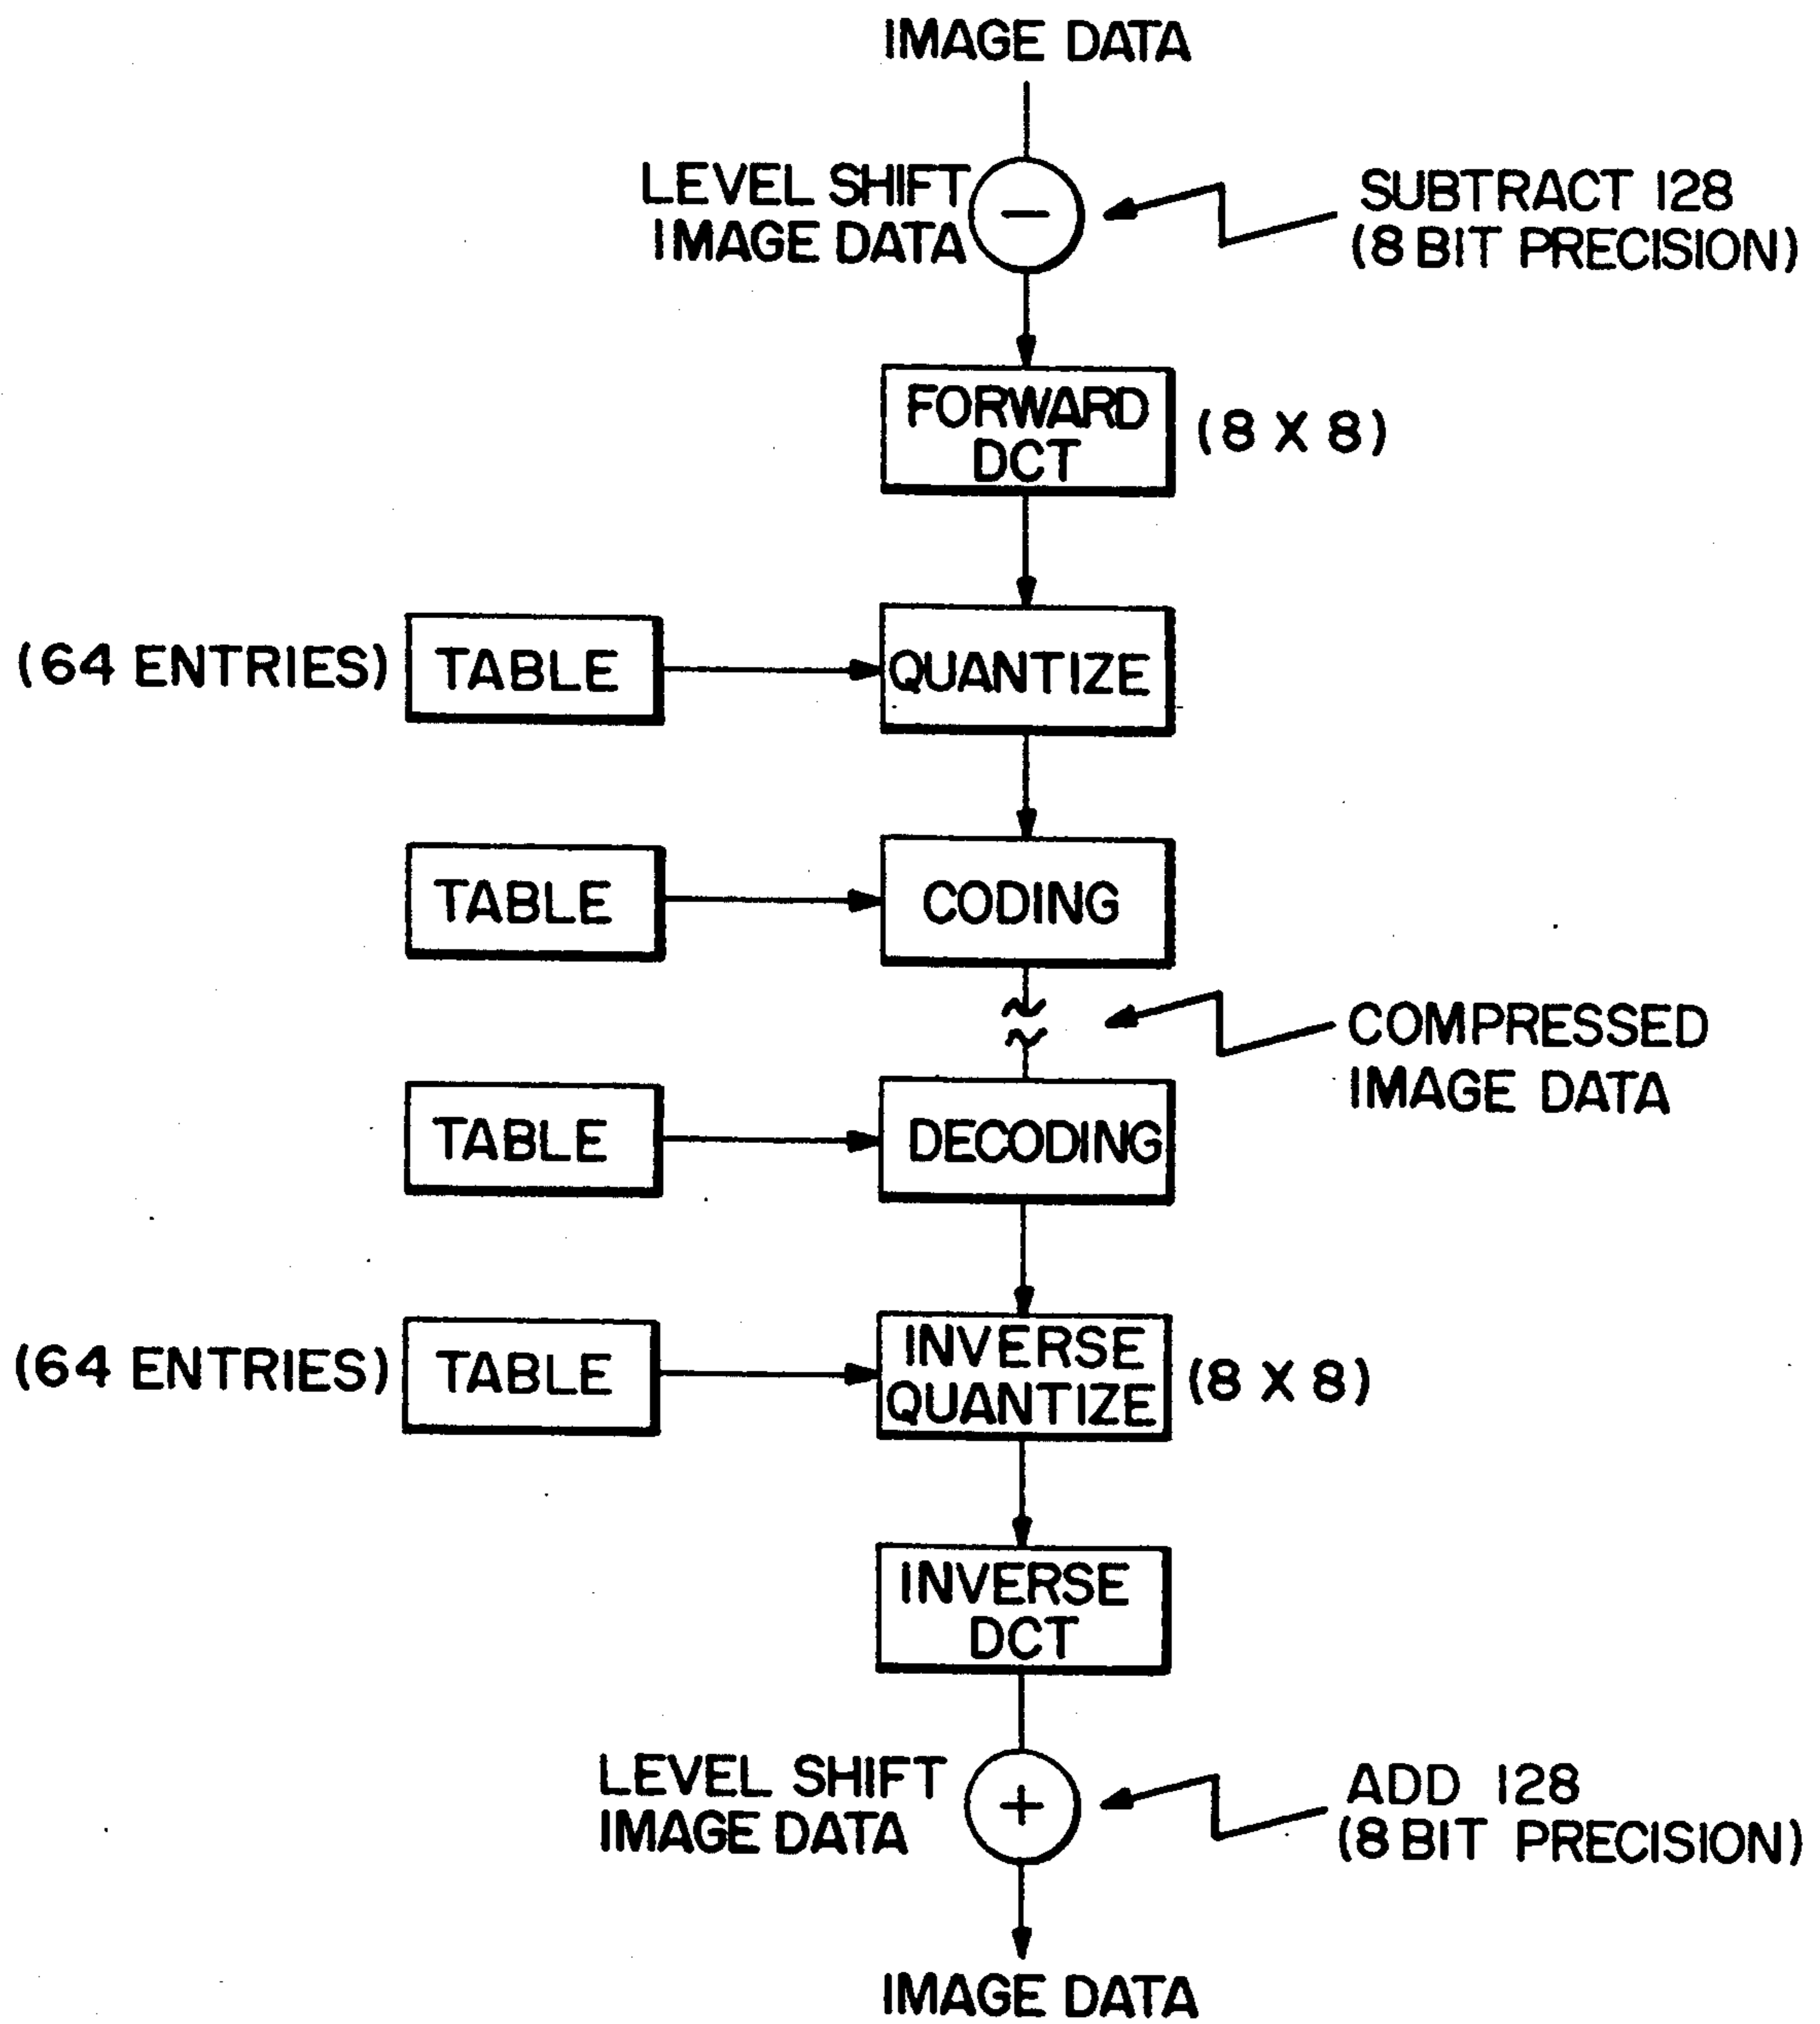 IMAGE DATA
LEVEL SHIFT
IMAGE DATA
SUBTRACT 128
(8 BIT PRECISION)
FORWARD
DCT
(8 X 8)
(64 ENTRIES)
TABLE
QUANTIZE
TABLE
CODING
COMPRESSED
IMAGE DATA
TABLE
DECODING
(64 ENTRIES)
TABLE
INVERSE
QUANTIZE
(8 X 8)
INVERSE
DCT
LEVEL SHIFT
IMAGE DATA
ADD 128
(8 BIT PRECISION)
IMAGE DATA